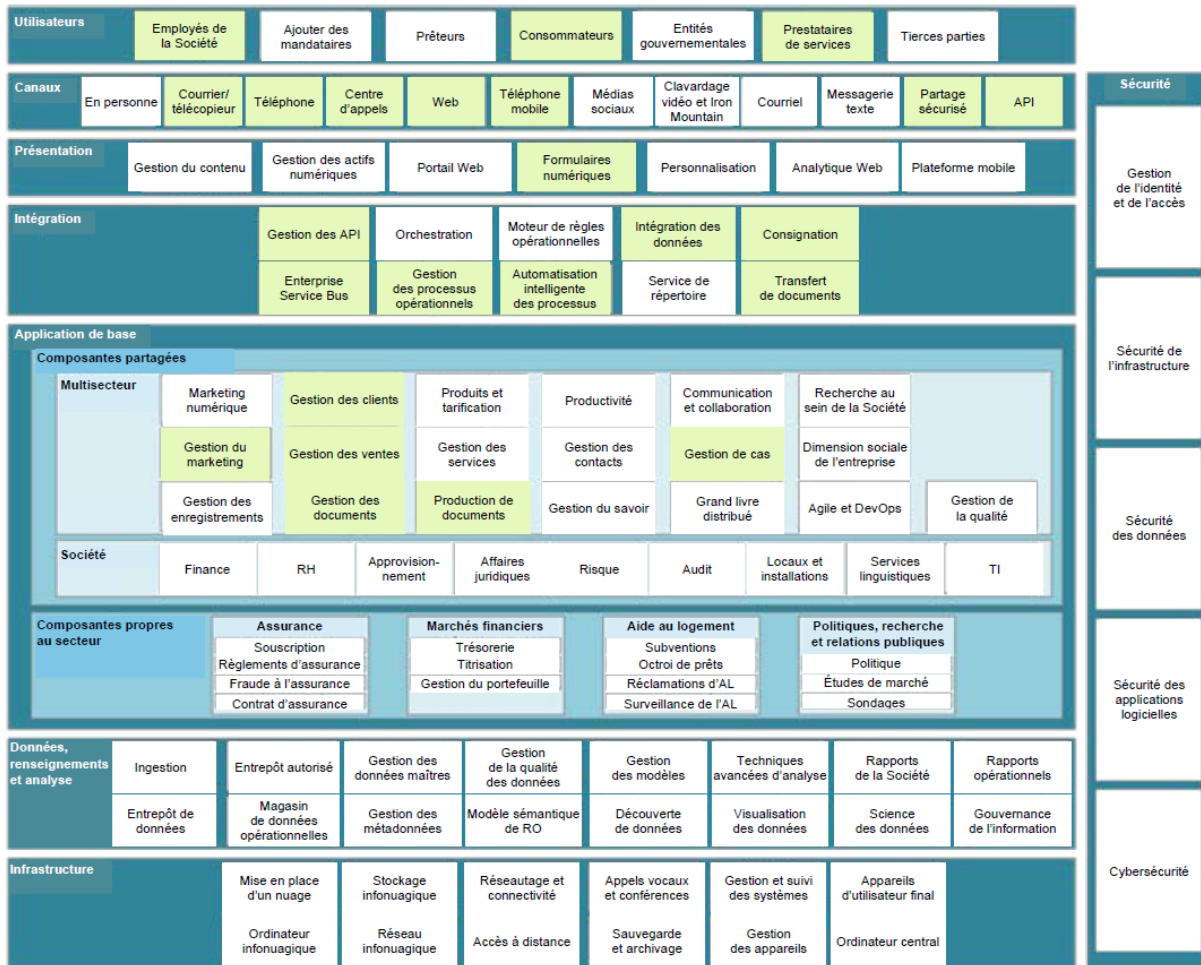 Utilisateurs
Employés de
la Société
Ajouter des
mandataires
Prêteurs
Consommateurs
Entités
gouvernementales
Prestataires
de services
Tierces parties
Canaux
En personne
Courrier/
télécopieur
Téléphone
Centre
d'appels
Web
Téléphone
mobile
Médias
sociaux
Clavardage
vidéo et Iron
Mountain
Courriel
Messagerie
texte
Partage
sécurisé
API
Présentation
Gestion du contenu
Gestion des actifs
numériques
Portail Web
Formulaires
numériques
Personnalisation
Analytique Web
Plateforme mobile
Intégration
Gestion des API
Orchestration
Moteur de règles
opérationnelles
Intégration des
données
Consignation
Enterprise
Service Bus
Gestion
des processus
opérationnels
Automatisation
intelligente
des processus
Service de
répertoire
Transfert
de documents
Application de base
Composantes partagées
Multisecteur
Marketing
numérique
Gestion des clients
Produits et
tarification
Productivité
Communication
et collaboration
Recherche au
sein de la Société
Gestion du
marketing
Gestion des ventes
Gestion des
services
Gestion des
contacts
Gestion de cas
Dimension sociale
de l'entreprise
Gestion des
enregistrements
Gestion des
documents
Production de
documents
Gestion du savoir
Grand livre
distribué
Agile et DevOps
Gestion de
la qualité
Société
Finance
RH
Approvision-
nement
Affaires
juridiques
Risque
Audit
Locaux et
installations
Services
linguistiques
TI
Composantes propres
au secteur
Assurance
Souscription
Règlements d'assurance
Fraude à l'assurance
Contrat d'assurance
Marchés financiers
Trésorerie
Titrisation
Gestion du portefeuille
Aide au logement
Subventions
Octroi de prêts
Réclamations d'AL
Surveillance de l'AL
Politiques, recherche
et relations publiques
Politique
Études de marché
Sondages
Données,
renseignements
et analyse
Ingestion
Entrepôt autorisé
Gestion des
données maîtres
Gestion
de la qualité
des données
Gestion
des modèles
Techniques
avancées d'analyse
Rapports
de la Société
Rapports
opérationnels
Entrepôt de
données
Magasin
de données
opérationnelles
Gestion des
métadonnées
Modèle sémantique
de RO
Découverte
de données
Visualisation
des données
Science
des données
Gouvernance
de l'information
Infrastructure
Mise en place
d'un nuage
Stockage
infonuagique
Réseautage et
connectivité
Appels vocaux
et conférences
Gestion et suivi
des systèmes
Appareils
d'utilisateur final
Ordinateur
infonuagique
Réseau
infonuagique
Accès à distance
Sauvegarde
et archivage
Gestion
des appareils
Ordinateur central
Sécurité
Gestion
de l'identité
et de l'accès
Sécurité de
l'infrastructure
Sécurité
des données
Sécurité des
applications
logicielles
Cybersécurité